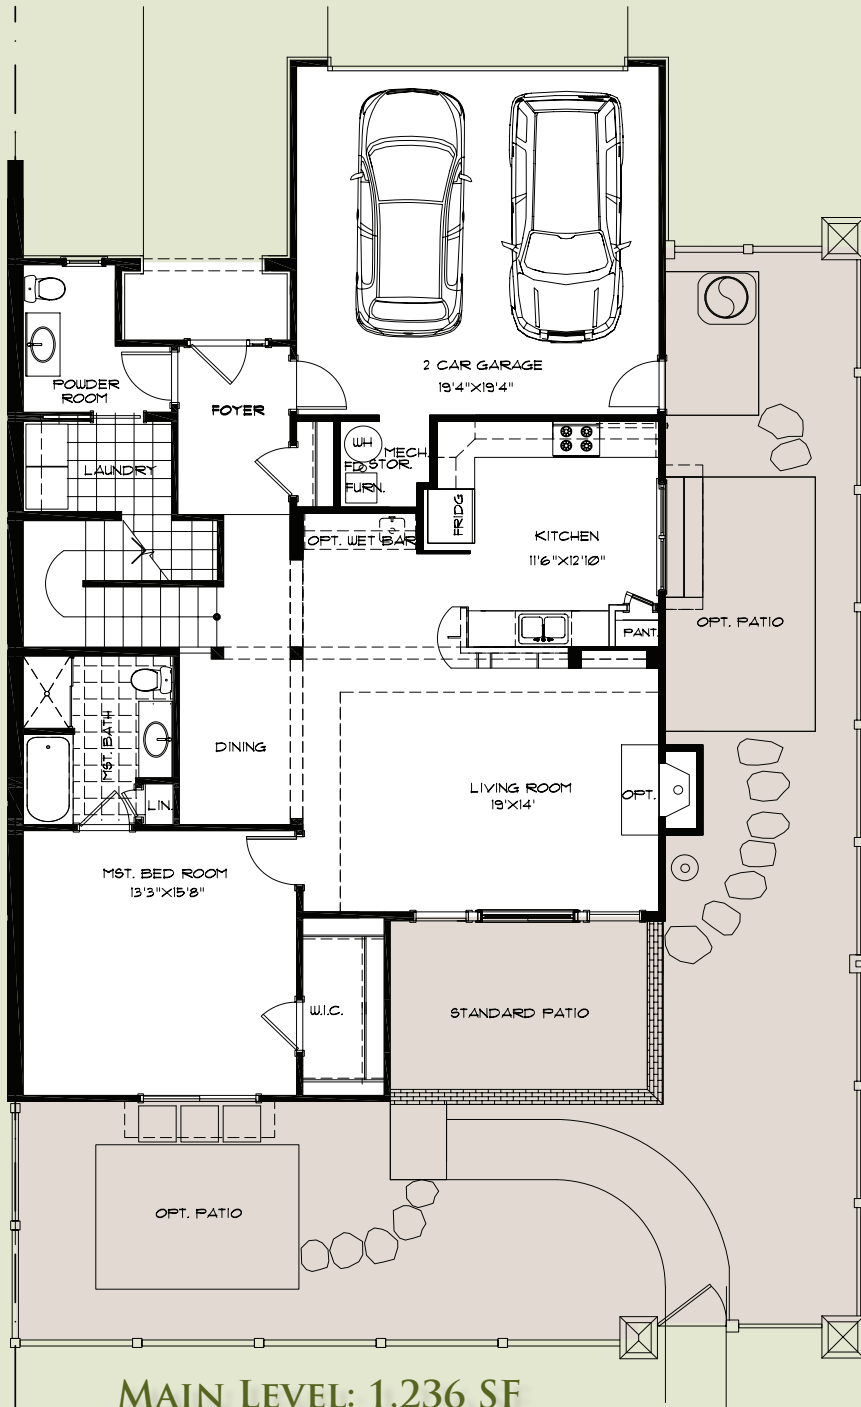 2 CAR GARAGE
19'4"X19'4"
POWDER
ROOM
FOYER
LAUNDRY
WH
MECH.
FD
STOR.
FURN.
FRIDG
KITCHEN
11'6"X12'10"
OPT. WET BAR
PANT.
OPT. PATIO
MST. BATH
DINING
LIN.
LIVING ROOM
19'X14'
OPT.
MST. BED ROOM
13'3"X15'8"
W.I.C.
STANDARD PATIO
OPT. PATIO
MAIN LEVEL: 1,236 SF